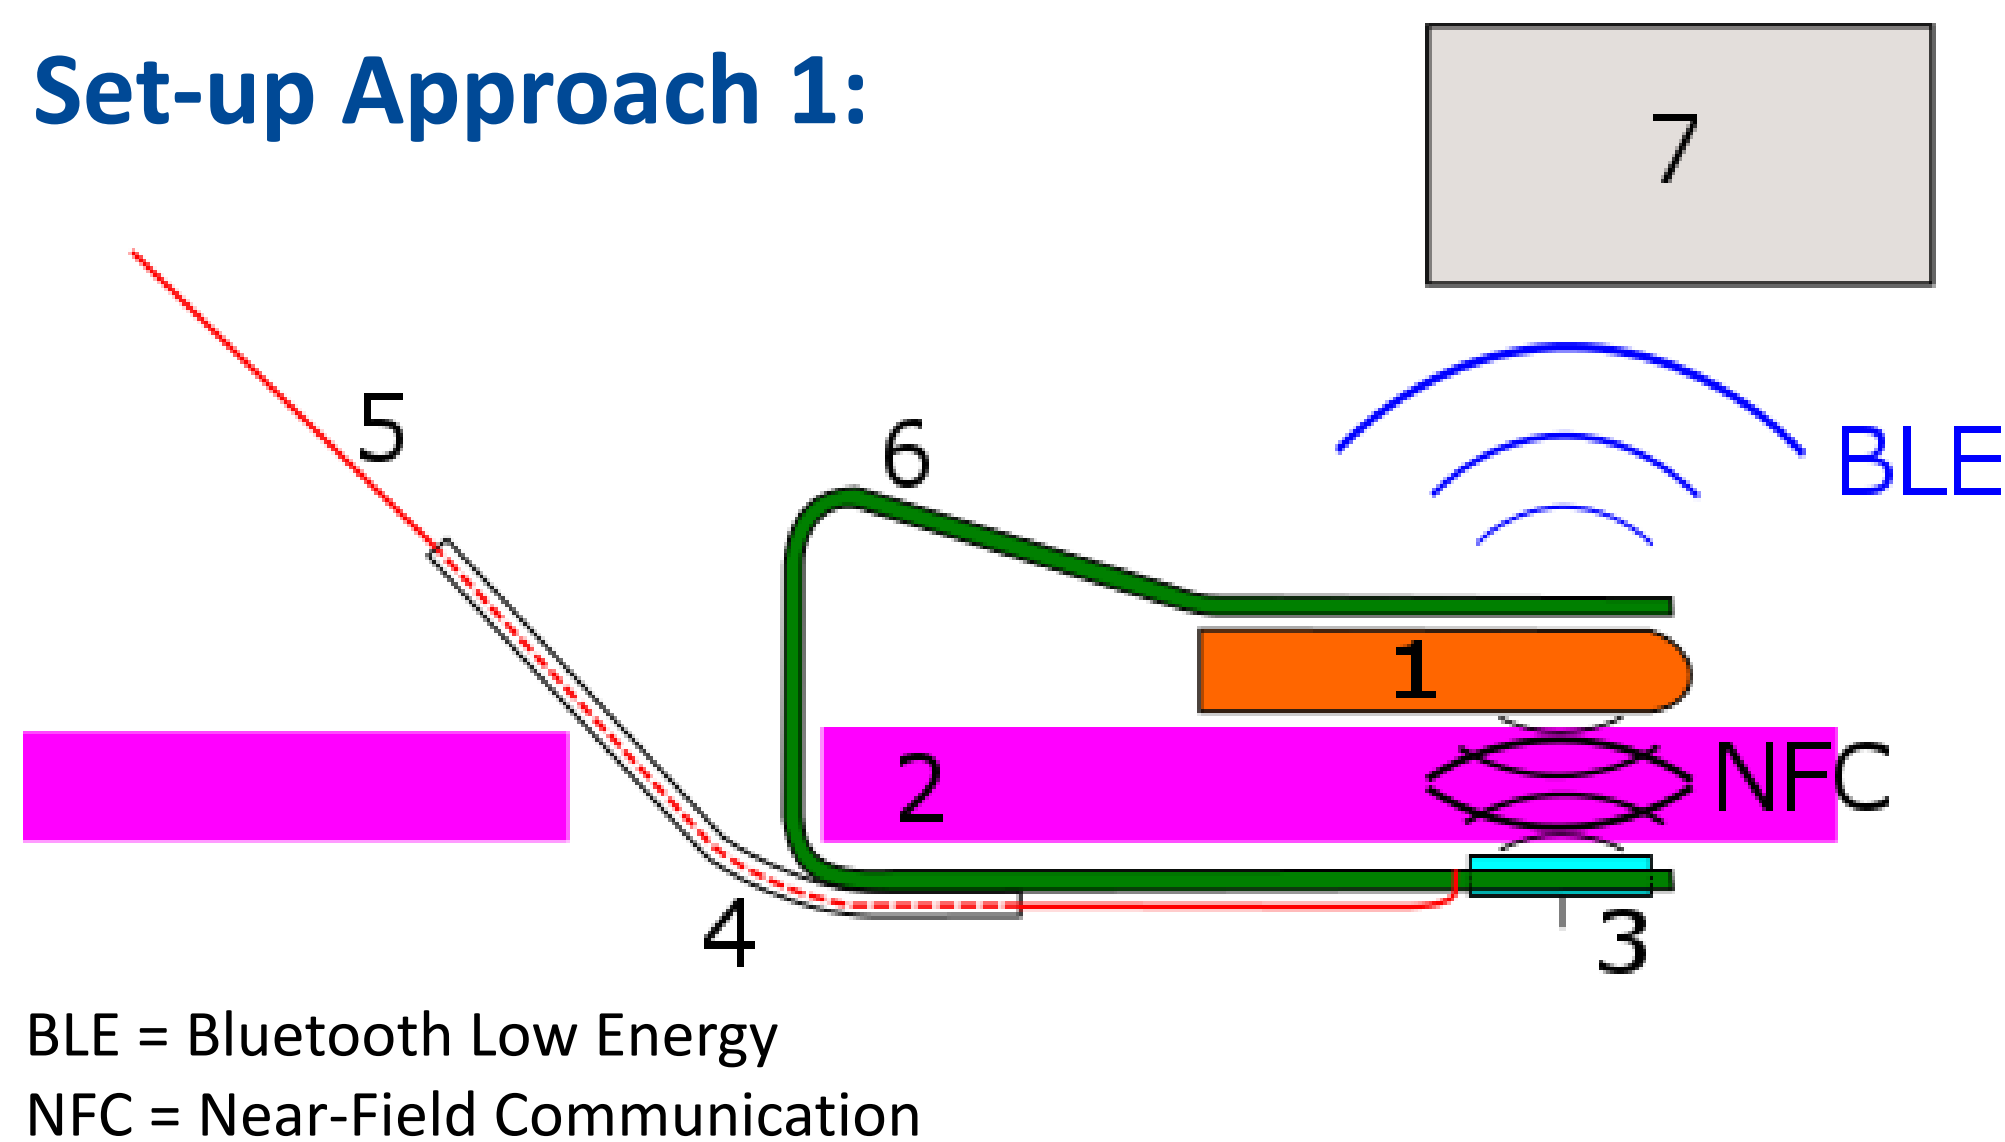 Set-up Approach 1:
7
5
6
BLE
1
2
NFC
4
3
BLE = Bluetooth Low Energy
NFC = Near-Field Communication